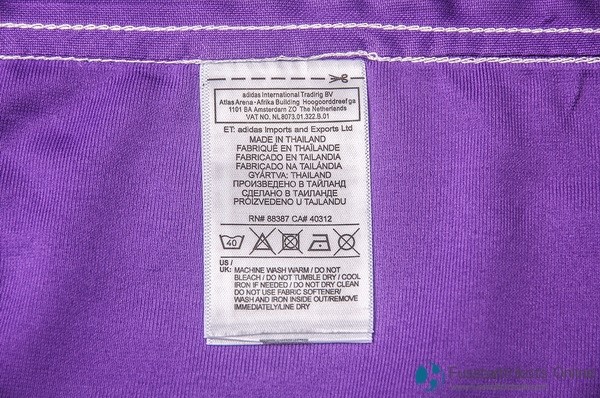 adidas International Trading BV
Atlas Arena - Afrika Building Hoogoorddreef ga
1101 BA Amsterdam ZO The Netherlands
VAT NO. NL8073.01.322.B.01
ET: adidas Imports and Exports Ltd
MADE IN THAILAND
FABRIQUÉ EN THAÏLANDE
FABRICADO EN TAILANDIA
FABRICADO NA TAILÂNDIA
GYÁRTVA: THAILAND
ПРОИЗВЕДЕНО В ТАЙЛАНД
СДЕЛАНО В ТАИЛАНДЕ
PROIZVEDENO U TAJLANDU
RN# 88387 CA# 40312
40
US /
UK: MACHINE WASH WARM / DO NOT
BLEACH / DO NOT TUMBLE DRY / COOL
IRON IF NEEDED / DO NOT DRY CLEAN
DO NOT USE FABRIC SOFTENER/
WASH AND IRON INSIDE OUT/REMOVE
IMMEDIATELY/LINE DRY